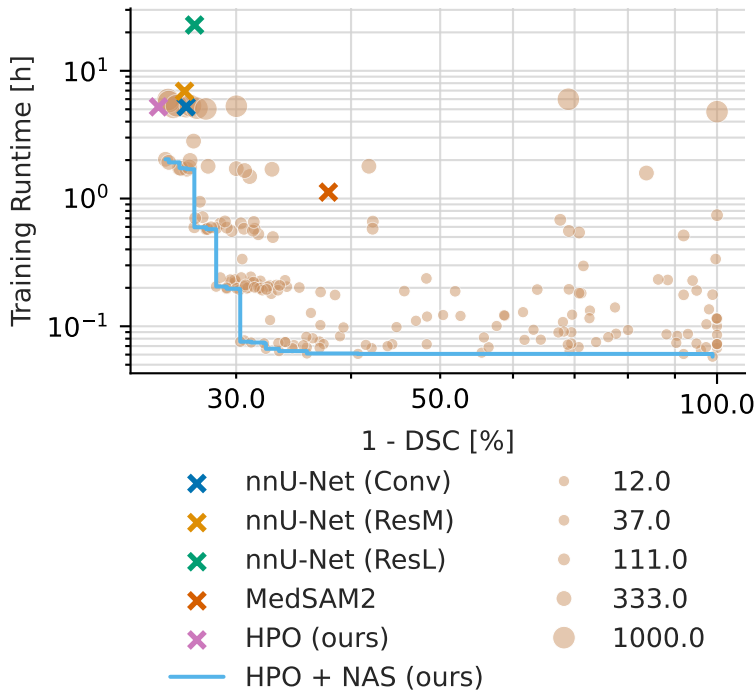 Training Runtime [h]
10¹
10⁰
10⁻¹
30.0 50.0 100.0
1 - DSC [%]
nnU-Net (Conv) 12.0
nnU-Net (ResM) 37.0
nnU-Net (ResL) 111.0
MedSAM2 333.0
HPO (ours) 1000.0
HPO + NAS (ours)